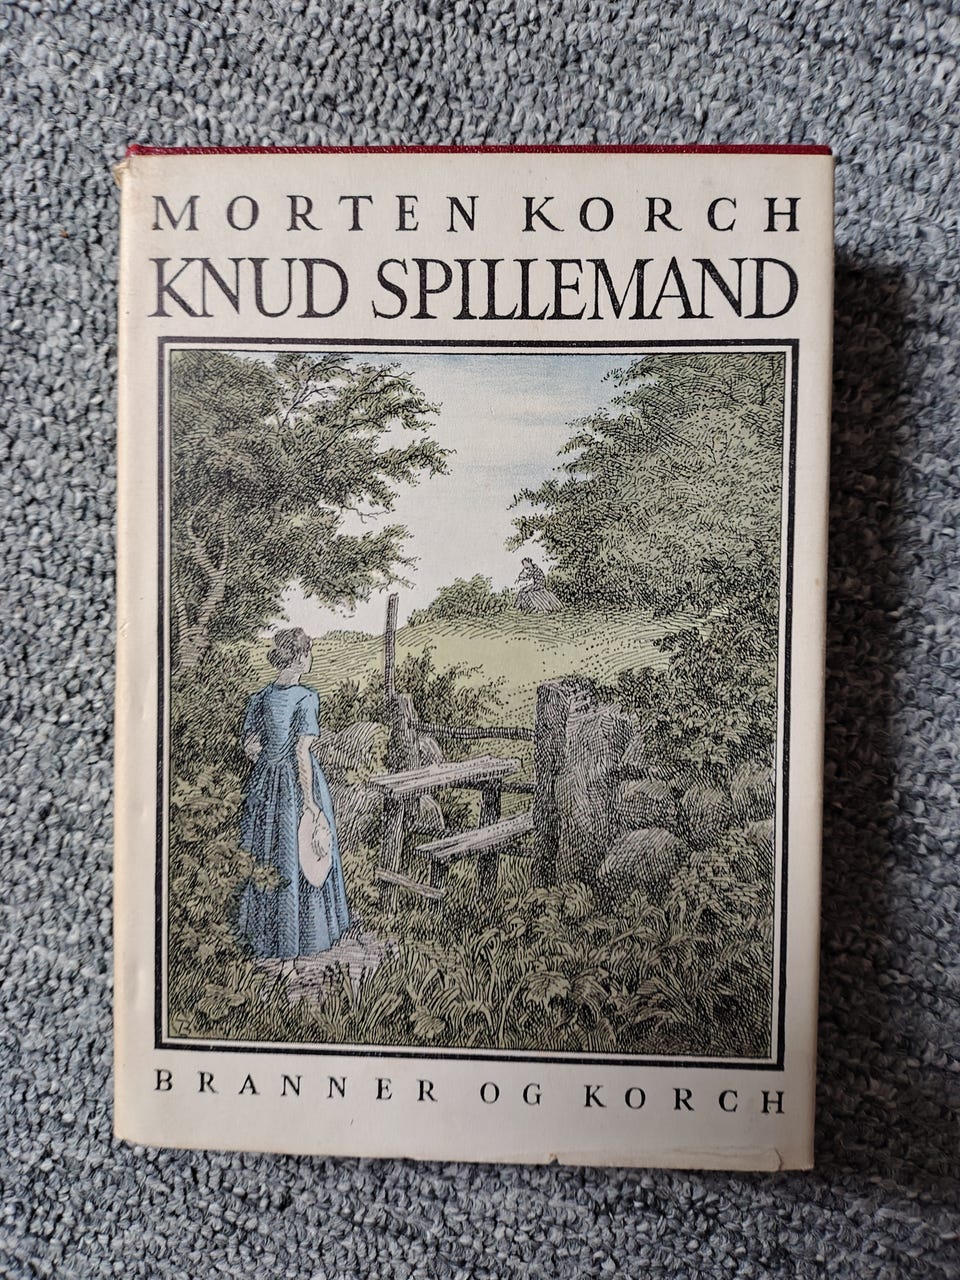 MORTEN KORCH
KNUD SPILLEMAND
BRANNER OG KORCH